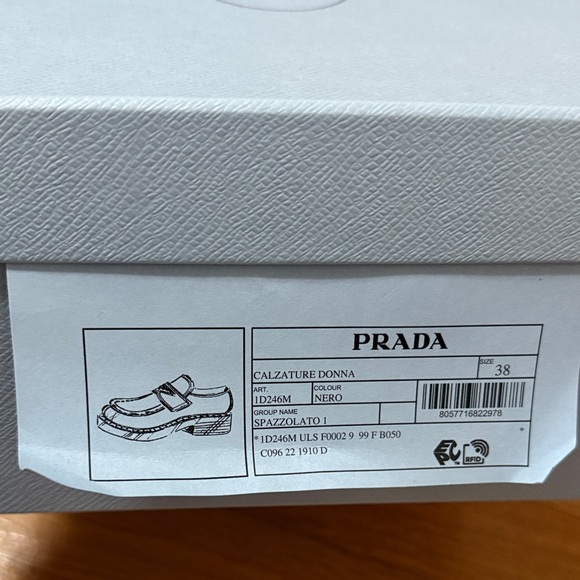 PRADA
CALZATURE DONNA
SIZE
38
ART.
1D246M
COLOUR
NERO
8057716822978
GROUP NAME
SPAZZOLATO 1
*1D246M ULS F0002 9 99 F B050 *
C096 22 1910 D
EPC™
RFID